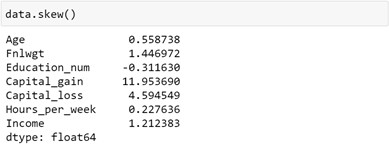 data.skew()
Age 0.558738
Fnlwgt 1.446972
Education_num -0.311630
Capital_gain 11.953690
Capital_loss 4.594549
Hours_per_week 0.227636
Income 1.212383
dtype: float64